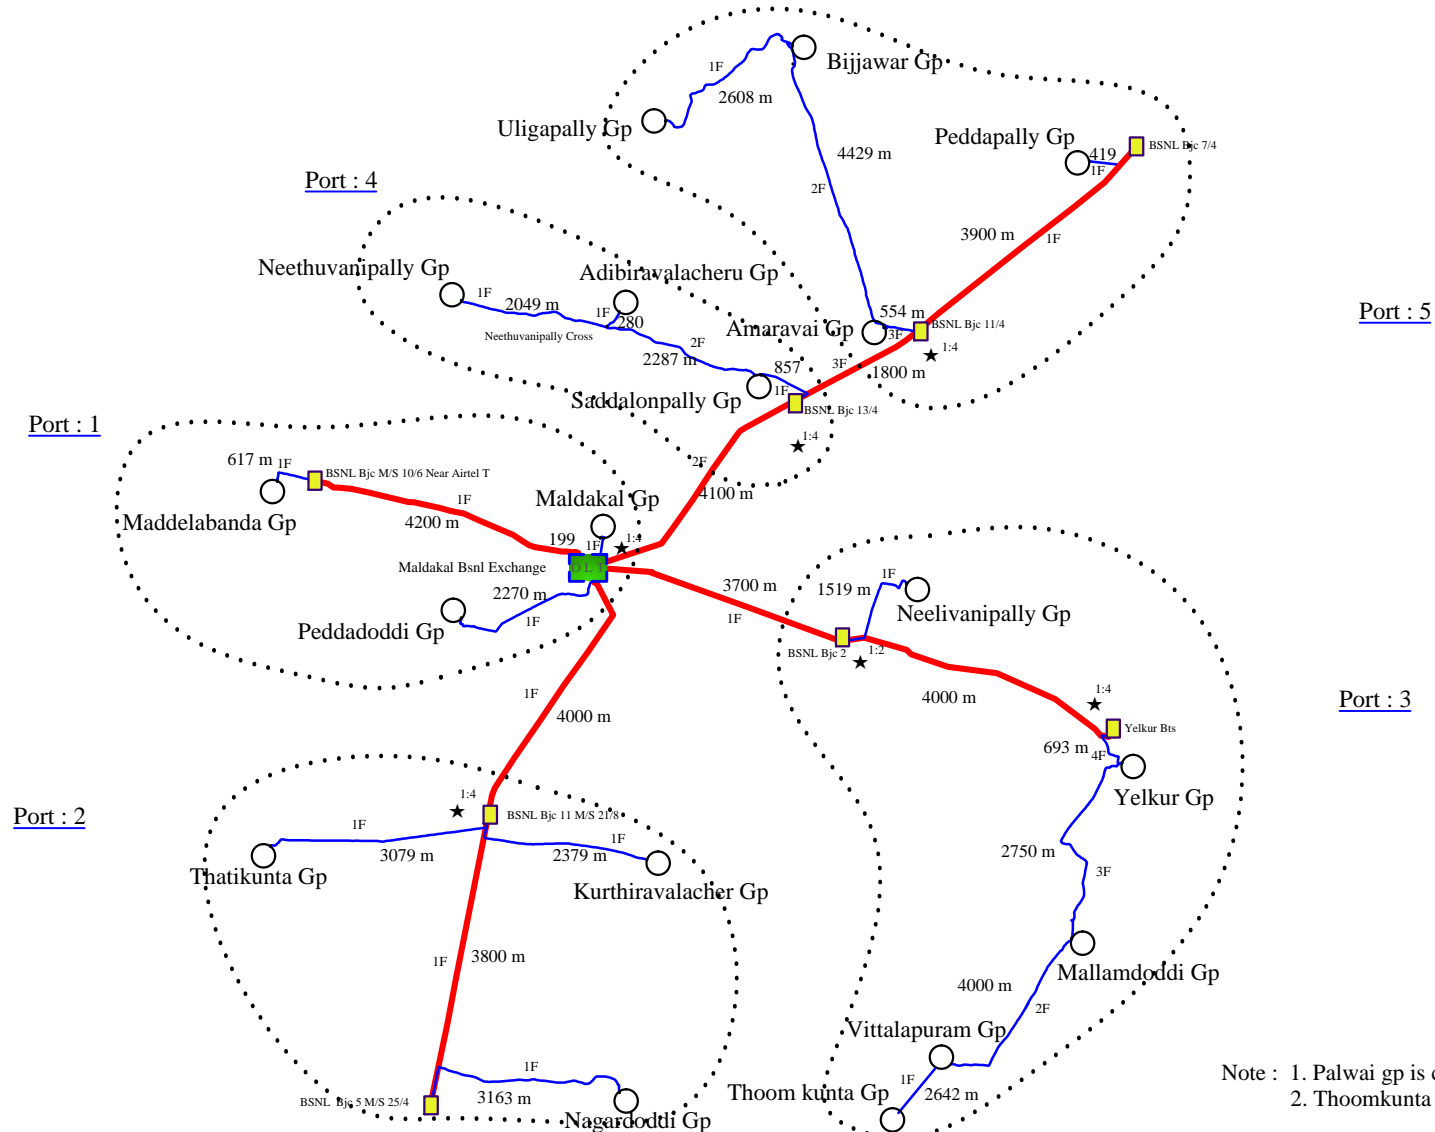 Bijjawar Gp
1F
2608 m
Uligapally Gp
Peddapally Gp
BSNL Bjc 7/4
419
1F
4429 m
2F
Port : 4
3900 m
1F
Neethuvanipally Gp
Adibiravalacheru Gp
1F
2049 m
1F
280
Neethuvanipally Cross
Amaravai Gp
554 m
3F
BSNL Bjc 11/4
1:4
Port : 5
2F
2287 m
857
1F
3F
1800 m
Saddalonpally Gp
BSNL Bjc 13/4
1:4
Port : 1
617 m
1F
BSNL Bjc M/S 10/6 Near Airtel T
Maddelabanda Gp
1F
4200 m
2F
4100 m
Maldakal Gp
199
1F
1:4
Maldakal Bsnl Exchange
O L T
2270 m
1F
Peddadoddi Gp
3700 m
1F
1519 m
1F
Neelivanipally Gp
BSNL Bjc 2
1:2
4000 m
1:4
Yelkur Bts
Port : 3
693 m
4F
Yelkur Gp
1F
4000 m
Port : 2
1:4
BSNL Bjc 11 M/S 21/8
1F
3079 m
Thatikunta Gp
1F
2379 m
Kurthiravalacher Gp
2750 m
3F
1F
3800 m
Mallamdoddi Gp
4000 m
2F
Vittalapuram Gp
1F
3163 m
BSNL Bjc 5 M/S 25/4
Nagardoddi Gp
Thoom kunta Gp
1F
2642 m
Note : 1. Palwai gp is
2. Thoomkunta